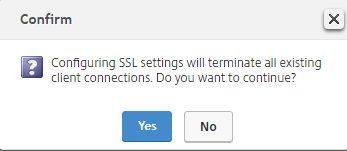 Confirm
Configuring SSL settings will terminate all existing
client connections. Do you want to continue?
Yes No